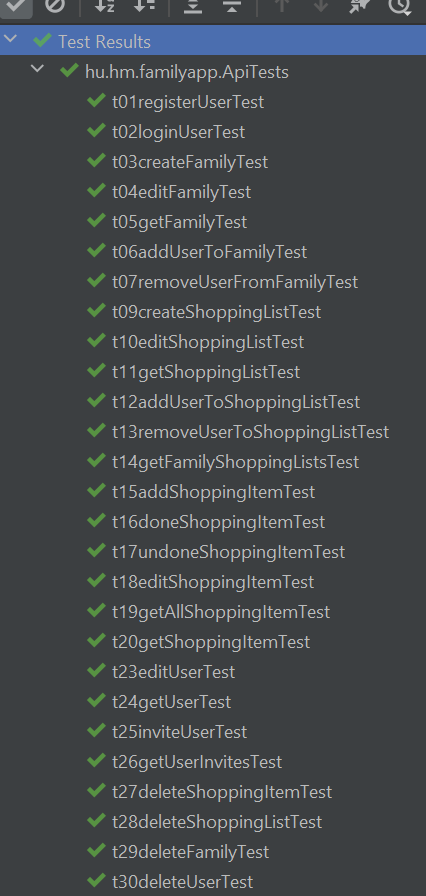 Test Results
hu.hm.familyapp.ApiTests
t01registerUserTest
t02loginUserTest
t03createFamilyTest
t04editFamilyTest
t05getFamilyTest
t06addUserToFamilyTest
t07removeUserFromFamilyTest
t09createShoppingListTest
t10editShoppingListTest
t11getShoppingListTest
t12addUserToShoppingListTest
t13removeUserToShoppingListTest
t14getFamilyShoppingListsTest
t15addShoppingItemTest
t16doneShoppingItemTest
t17undoneShoppingItemTest
t18editShoppingItemTest
t19getAllShoppingItemTest
t20getShoppingItemTest
t23editUserTest
t24getUserTest
t25inviteUserTest
t26getUserInvitesTest
t27deleteShoppingItemTest
t28deleteShoppingListTest
t29deleteFamilyTest
t30deleteUserTest